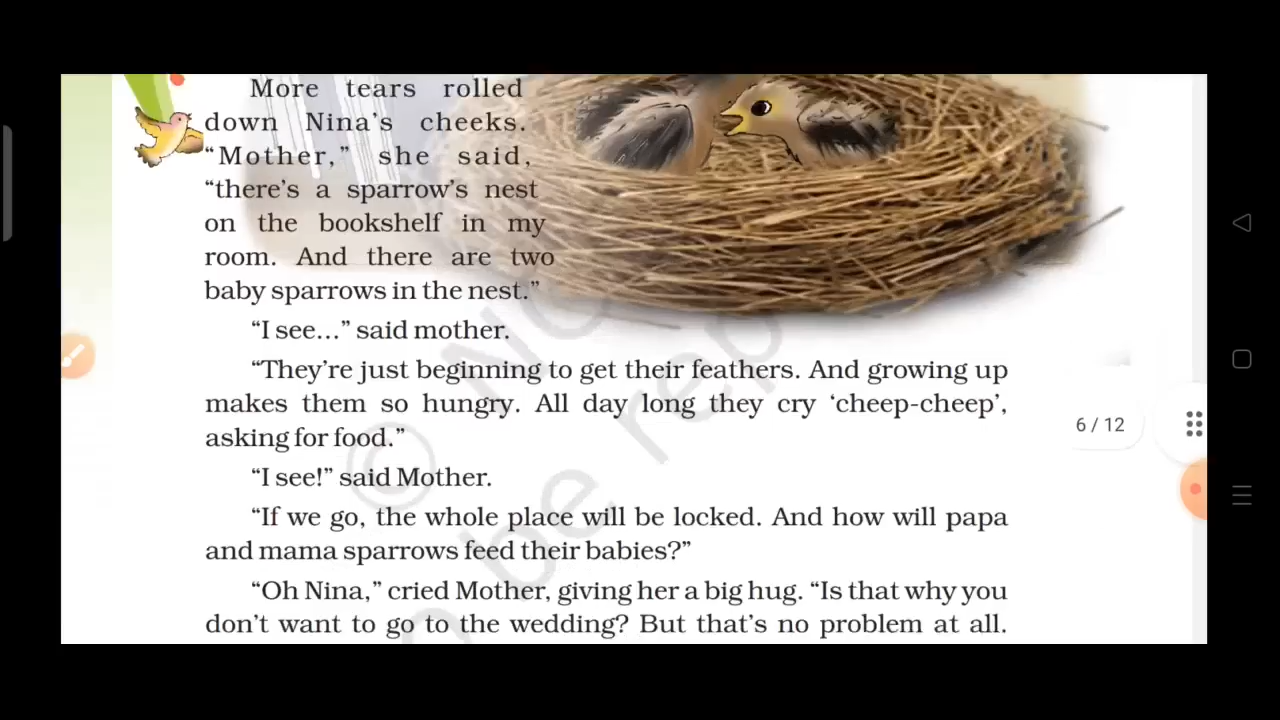 More tears rolled
down Nina's cheeks.
“Mother,” she said,
“there's a sparrow's nest
on the bookshelf in my
room. And there are two
baby sparrows in the nest.”
“I see...” said mother.
“They're just beginning to get their feathers. And growing up
makes them so hungry. All day long they cry ‘cheep-cheep’,
asking for food.”
“I see!” said Mother.
“If we go, the whole place will be locked. And how will papa
and mama sparrows feed their babies?”
“Oh Nina,” cried Mother, giving her a big hug. “Is that why you
don't want to go to the wedding? But that's no problem at all.
6 / 12
©
be rep